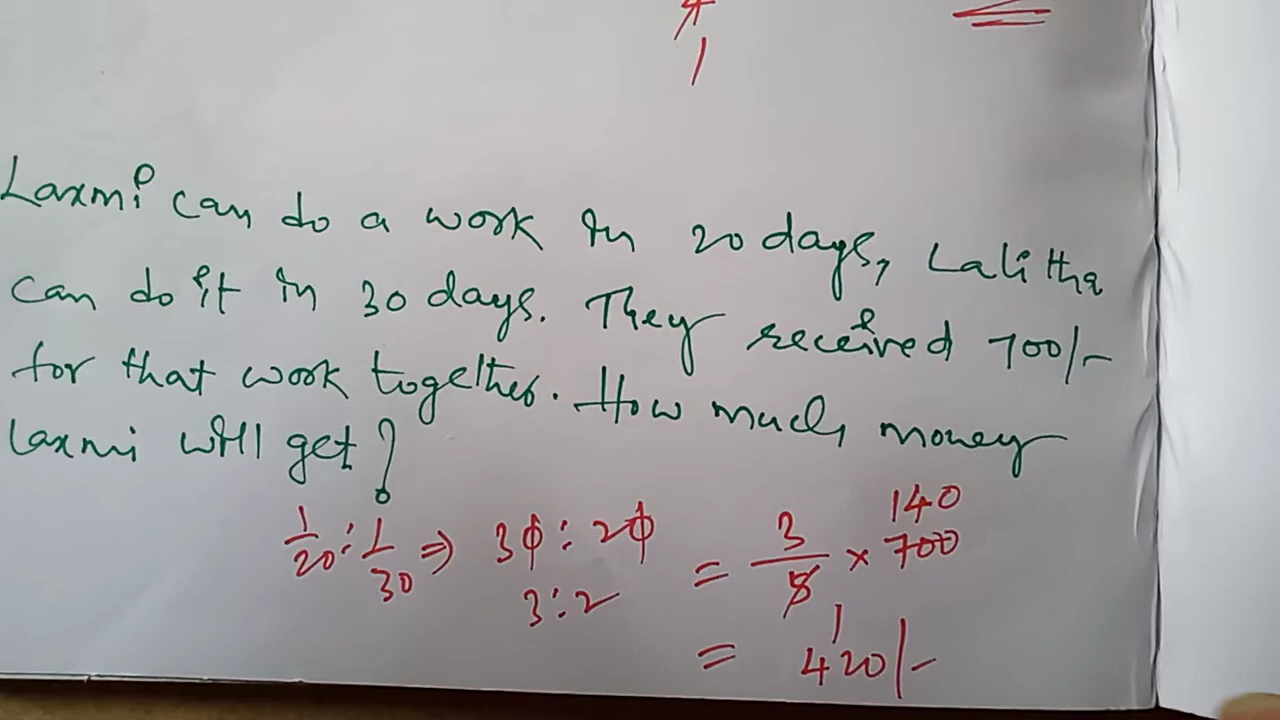 4
1
Laxmi can do a work in 20 days, Lalitha
can do it in 30 days. They received 700/-
for that work together. How much money
Laxmi will get?
1/20 : 1/30 ⇒ 30 : 20 = 3/5 × 700 140
3 : 2 1
= 420/-